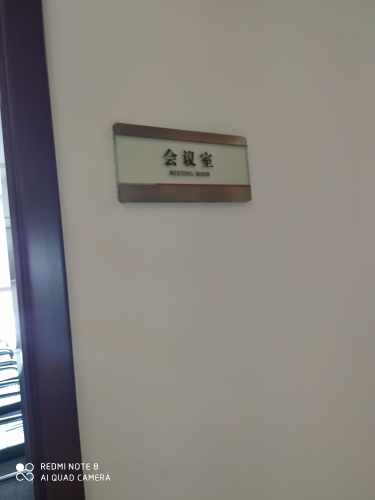 会议室
MEETING ROOM
REDMI NOTE 8
AI QUAD CAMERA